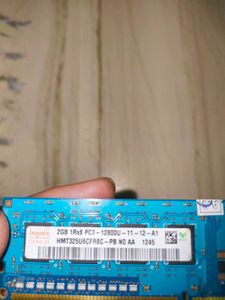 hynix
2GB 1Rx8 PC3 - 12800U - 11 - 12 - A1
HMT325U6CFR8C - PB N0 AA 1245